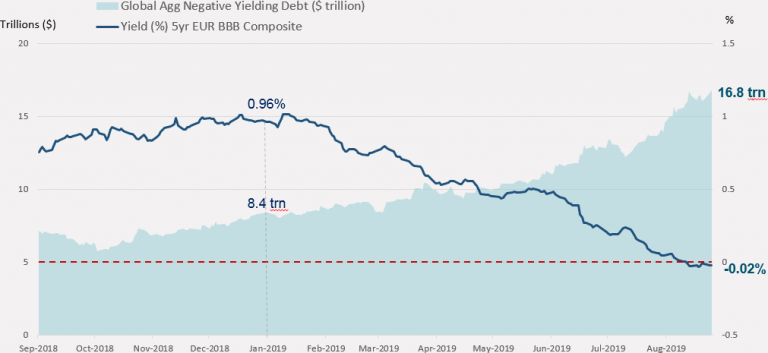 Global Agg Negative Yielding Debt ($ trillion)
Trillions ($)
Yield (%) 5yr EUR BBB Composite
%
20
1.5
16.8 trn
15
0.96%
1
10
8.4 trn
0.5
5
0
-0.02%
0
-0.5
Sep-2018 Oct-2018 Nov-2018 Dec-2018 Jan-2019 Feb-2019 Mar-2019 Apr-2019 May-2019 Jun-2019 Jul-2019 Aug-2019